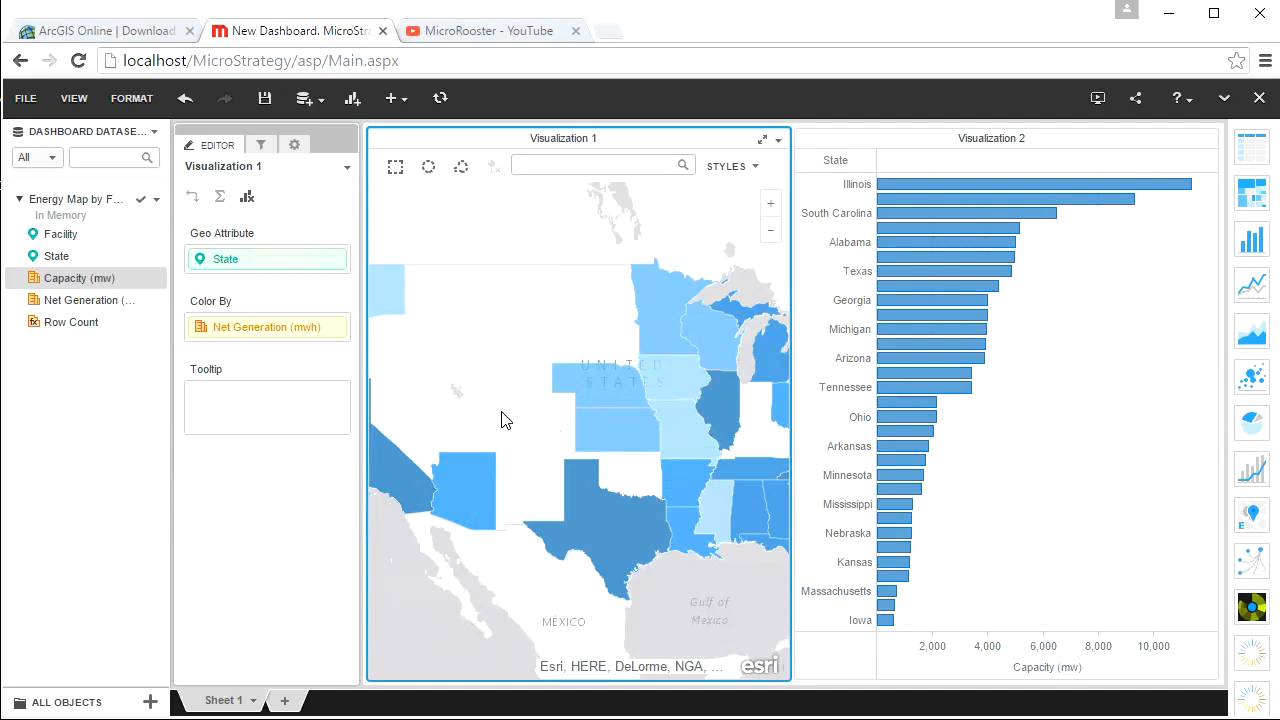 ArcGIS Online | Download
New Dashboard. MicroStr
MicroRooster - YouTube
localhost/MicroStrategy/asp/Main.aspx
FILE
VIEW
FORMAT
?
DASHBOARD DATASE...
All
Energy Map by F...
In Memory
Facility
State
Capacity (mw)
Net Generation (...
Row Count
ALL OBJECTS
EDITOR
Visualization 1
Geo Attribute
State
Color By
Net Generation (mwh)
Tooltip
Visualization 1
STYLES
+
-
UNITED
STATES
MÉXICO
Gulf of
Mexico
Esri, HERE, DeLorme, NGA, ...
esri
Visualization 2
State
Illinois
South Carolina
Alabama
Texas
Georgia
Michigan
Arizona
Tennessee
Ohio
Arkansas
Minnesota
Mississippi
Nebraska
Kansas
Massachusetts
Iowa
2,000 4,000 6,000 8,000 10,000
Capacity (mw)
E
Sheet 1